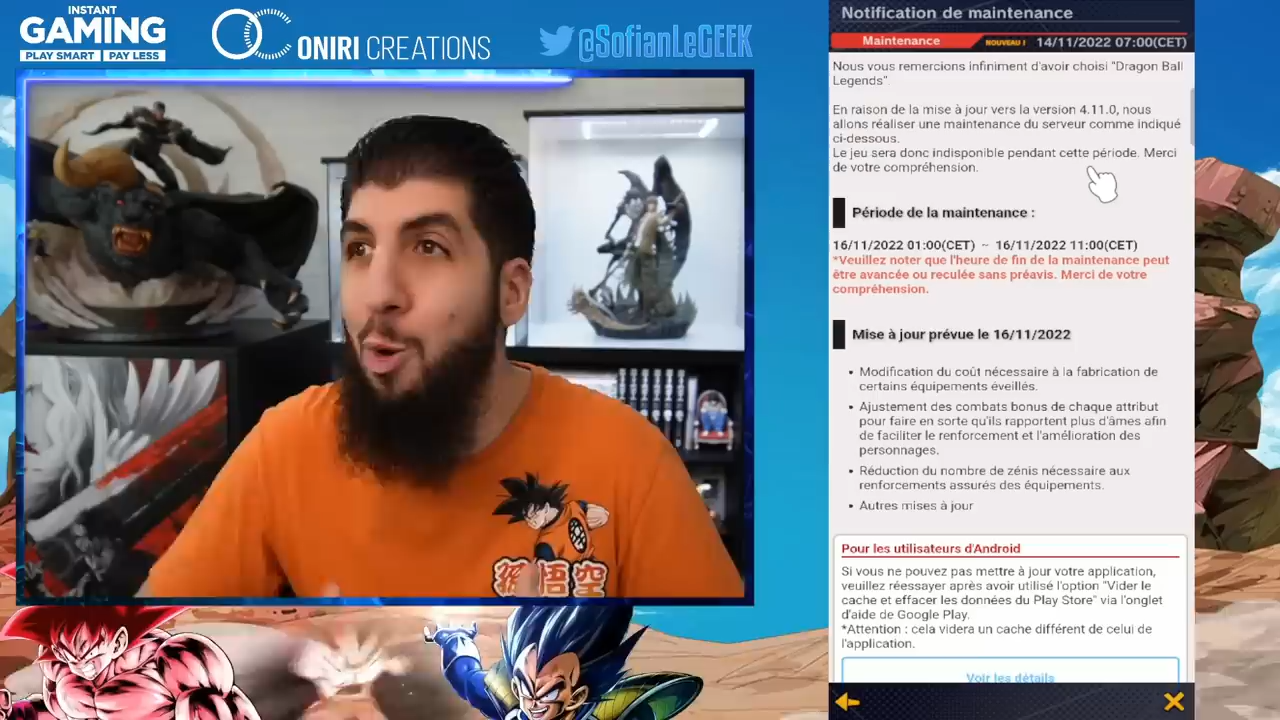 INSTANT
GAMING
PLAY SMART PAY LESS
ONIRI CREATIONS
@SofianLeGEEK
孫悟空
Notification de maintenance
Maintenance NOUVEAU ! 14/11/2022 07:00(CET)
Nous vous remercions infiniment d'avoir choisi "Dragon Ball
Legends".
En raison de la mise à jour vers la version 4.11.0, nous
allons réaliser une maintenance du serveur comme indiqué
ci-dessous.
Le jeu sera donc indisponible pendant cette période. Merci
de votre compréhension.
Période de la maintenance :
16/11/2022 01:00(CET) ~ 16/11/2022 11:00(CET)
*Veuillez noter que l'heure de fin de la maintenance peut
être avancée ou reculée sans préavis. Merci de votre
compréhension.
Mise à jour prévue le 16/11/2022
• Modification du coût nécessaire à la fabrication de
certains équipements éveillés.
• Ajustement des combats bonus de chaque attribut
pour faire en sorte qu'ils rapportent plus d'âmes afin
de faciliter le renforcement et l'amélioration des
personnages.
• Réduction du nombre de zénis nécessaire aux
renforcements assurés des équipements.
• Autres mises à jour
Pour les utilisateurs d'Android
Si vous ne pouvez pas mettre à jour votre application,
veuillez réessayer après avoir utilisé l'option "Vider le
cache et effacer les données du Play Store" via l'onglet
d'aide de Google Play.
*Attention : cela videra un cache différent de celui de
l'application.
Voir les détails